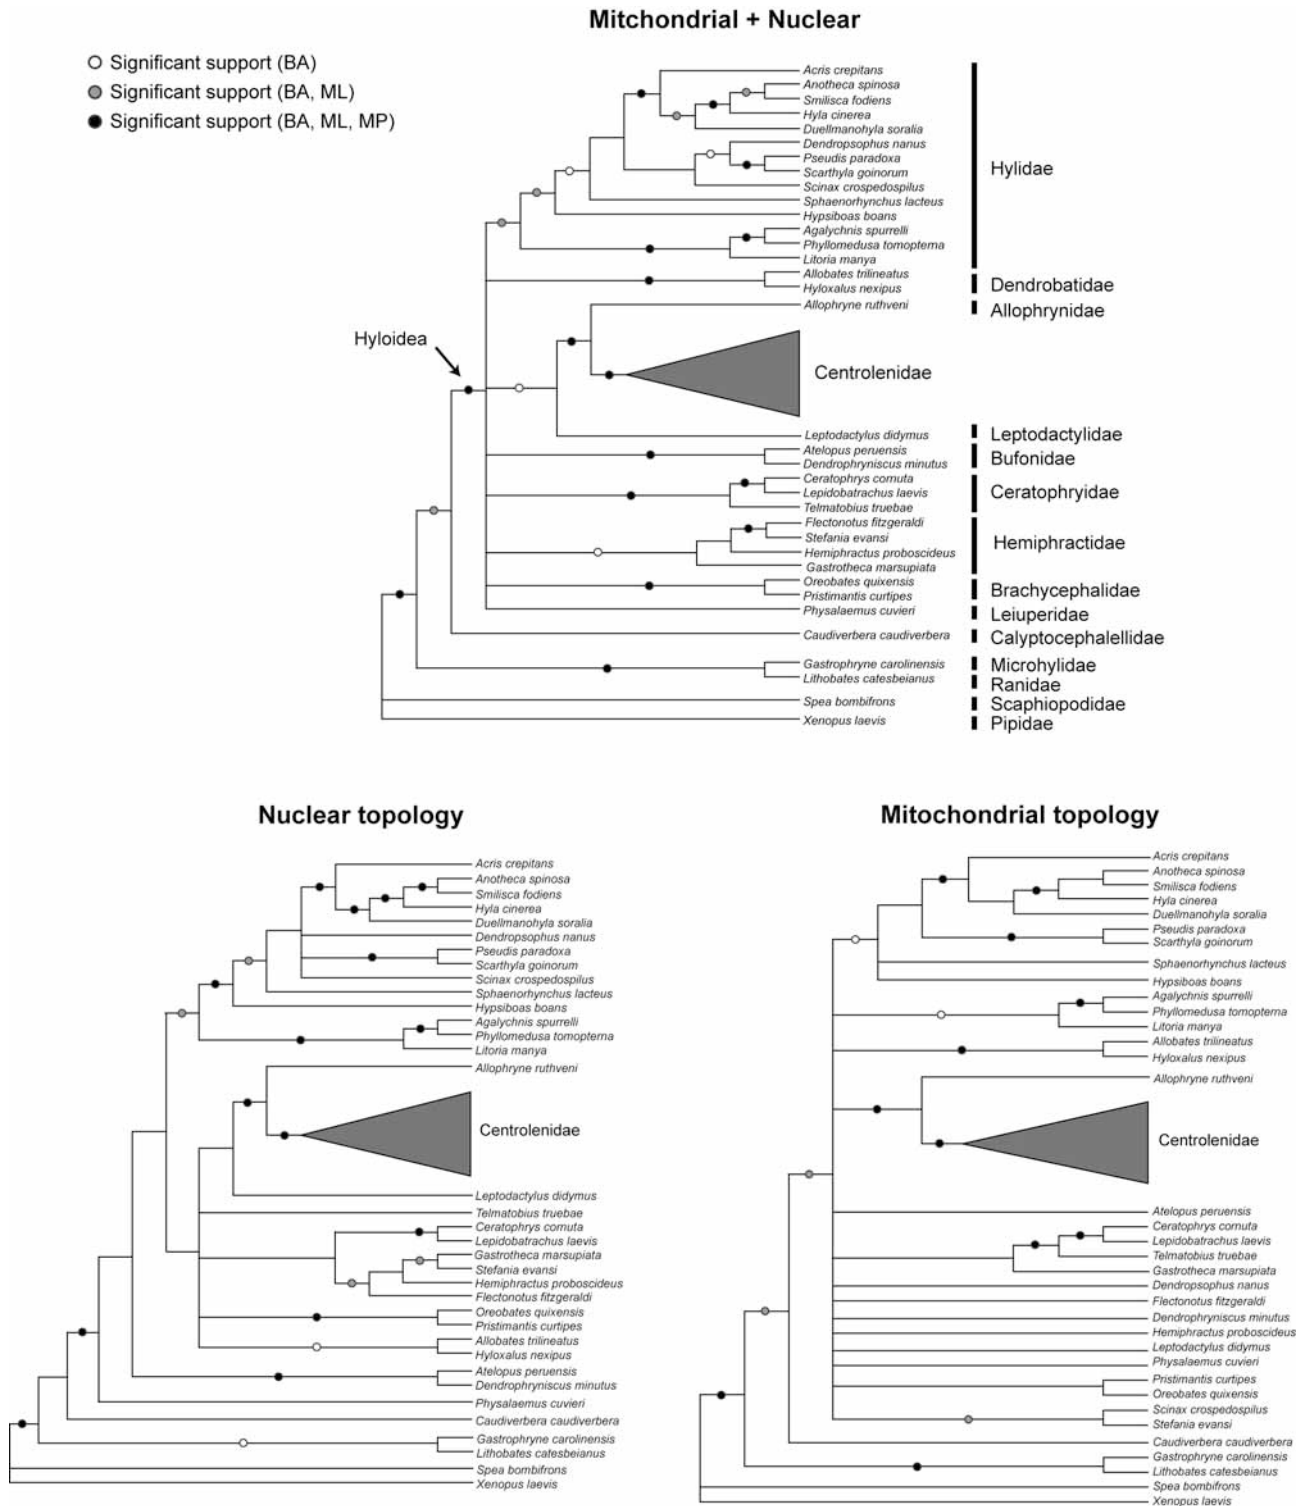 Mitchondrial + Nuclear
Significant support (BA)
Significant support (BA, ML)
Significant support (BA, ML, MP)
Acris crepitans
Anotheca spinosa
Smilisca fodiens
Hyla cinerea
Duellmanohyla soralia
Dendropsophus nanus
Pseudis paradoxa
Scarthyla goinorum
Scinax crospedospilus
Sphaenorhynchus lacteus
Hypsiboas boans
Agalychnis spurrelli
Phyllomedusa tomopterna
Litoria manya
Allobates trilineatus
Hyloxalus nexipus
Allophryne ruthveni
Leptodactylus didymus
Atelopus peruensis
Dendrophryniscus minutus
Ceratophrys cornuta
Lepidobatrachus laevis
Telmatobius truebae
Flectonotus fitzgeraldi
Stefania evansi
Hemiphractus proboscideus
Gastrotheca marsupiata
Oreobates quixensis
Pristimantis curtipes
Physalaemus cuvieri
Caudiverbera caudiverbera
Gastrophryne carolinensis
Lithobates catesbeianus
Spea bombifrons
Xenopus laevis
Hyloidea
Hylidae
Dendrobatidae
Allophrynidae
Centrolenidae
Leptodactylidae
Bufonidae
Ceratophryidae
Hemiphractidae
Brachycephalidae
Leiuperidae
Calyptocephalellidae
Microhylidae
Ranidae
Scaphiopodidae
Pipidae
Nuclear topology
Acris crepitans
Anotheca spinosa
Smilisca fodiens
Hyla cinerea
Duellmanohyla soralia
Dendropsophus nanus
Pseudis paradoxa
Scarthyla goinorum
Scinax crospedospilus
Sphaenorhynchus lacteus
Hypsiboas boans
Agalychnis spurrelli
Phyllomedusa tomopterna
Litoria manya
Allophryne ruthveni
Centrolenidae
Leptodactylus didymus
Telmatobius truebae
Ceratophrys cornuta
Lepidobatrachus laevis
Gastrotheca marsupiata
Stefania evansi
Hemiphractus proboscideus
Flectonotus fitzgeraldi
Oreobates quixensis
Pristimantis curtipes
Allobates trilineatus
Hyloxalus nexipus
Atelopus peruensis
Dendrophryniscus minutus
Physalaemus cuvieri
Caudiverbera caudiverbera
Gastrophryne carolinensis
Lithobates catesbeianus
Spea bombifrons
Xenopus laevis
Mitochondrial topology
Acris crepitans
Anotheca spinosa
Smilisca fodiens
Hyla cinerea
Duellmanohyla soralia
Pseudis paradoxa
Scarthyla goinorum
Sphaenorhynchus lacteus
Hypsiboas boans
Agalychnis spurrelli
Phyllomedusa tomopterna
Litoria manya
Allobates trilineatus
Hyloxalus nexipus
Allophryne ruthveni
Centrolenidae
Atelopus peruensis
Ceratophrys cornuta
Lepidobatrachus laevis
Telmatobius truebae
Gastrotheca marsupiata
Dendropsophus nanus
Flectonotus fitzgeraldi
Dendrophryniscus minutus
Hemiphractus proboscideus
Leptodactylus didymus
Physalaemus cuvieri
Pristimantis curtipes
Oreobates quixensis
Scinax crospedospilus
Stefania evansi
Caudiverbera caudiverbera
Gastrophryne carolinensis
Lithobates catesbeianus
Spea bombifrons
Xenopus laevis